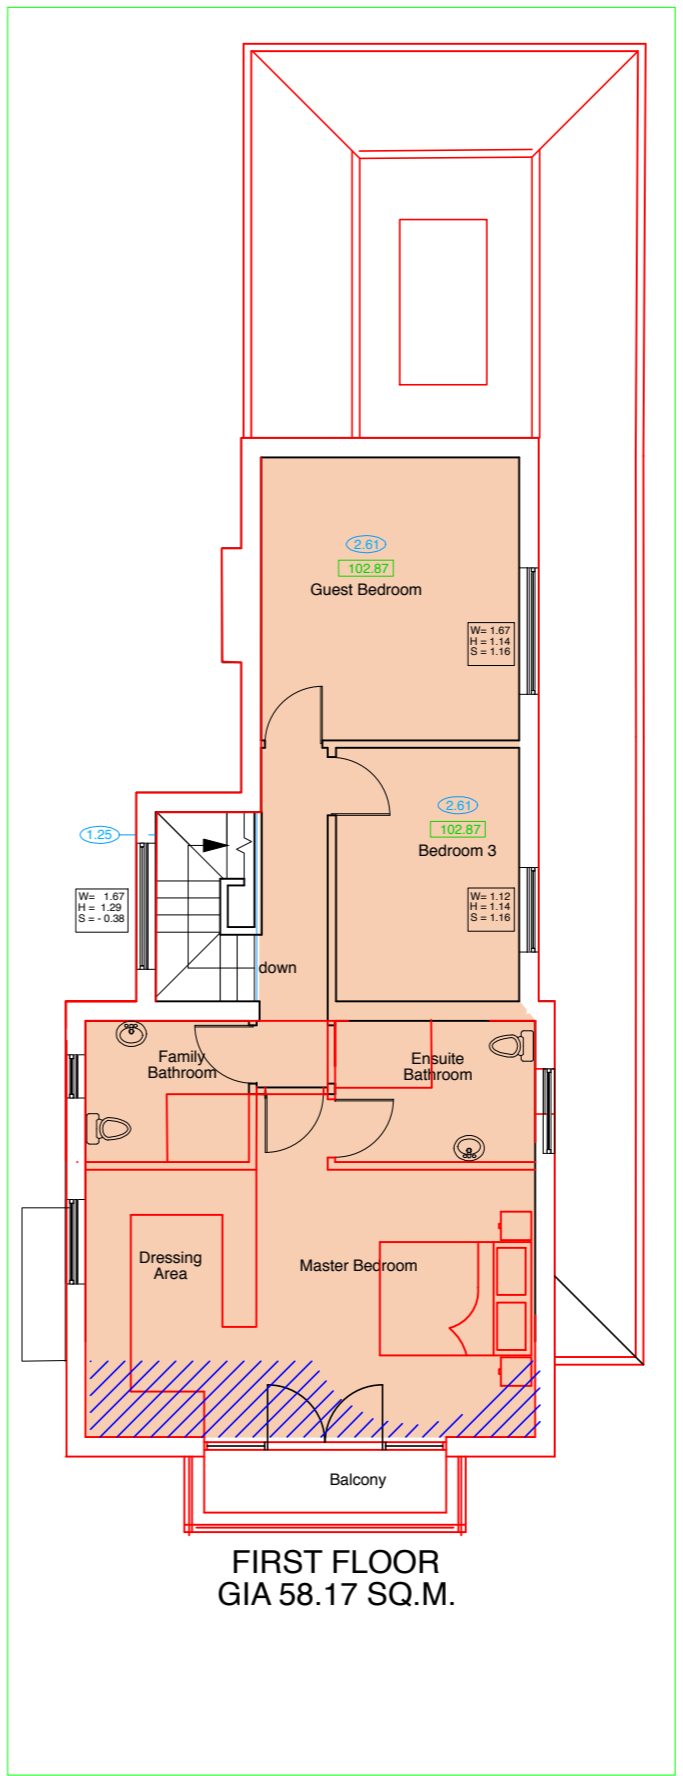 2.61
102.87
Guest Bedroom
W= 1.67
H = 1.14
S = 1.16
2.61
102.87
Bedroom 3
1.25
W= 1.67
H = 1.29
S = - 0.38
W= 1.12
H = 1.14
S = 1.16
down
Family
Bathroom
Ensuite
Bathroom
Dressing
Area
Master Bedroom
Balcony
FIRST FLOOR
GIA 58.17 SQ.M.